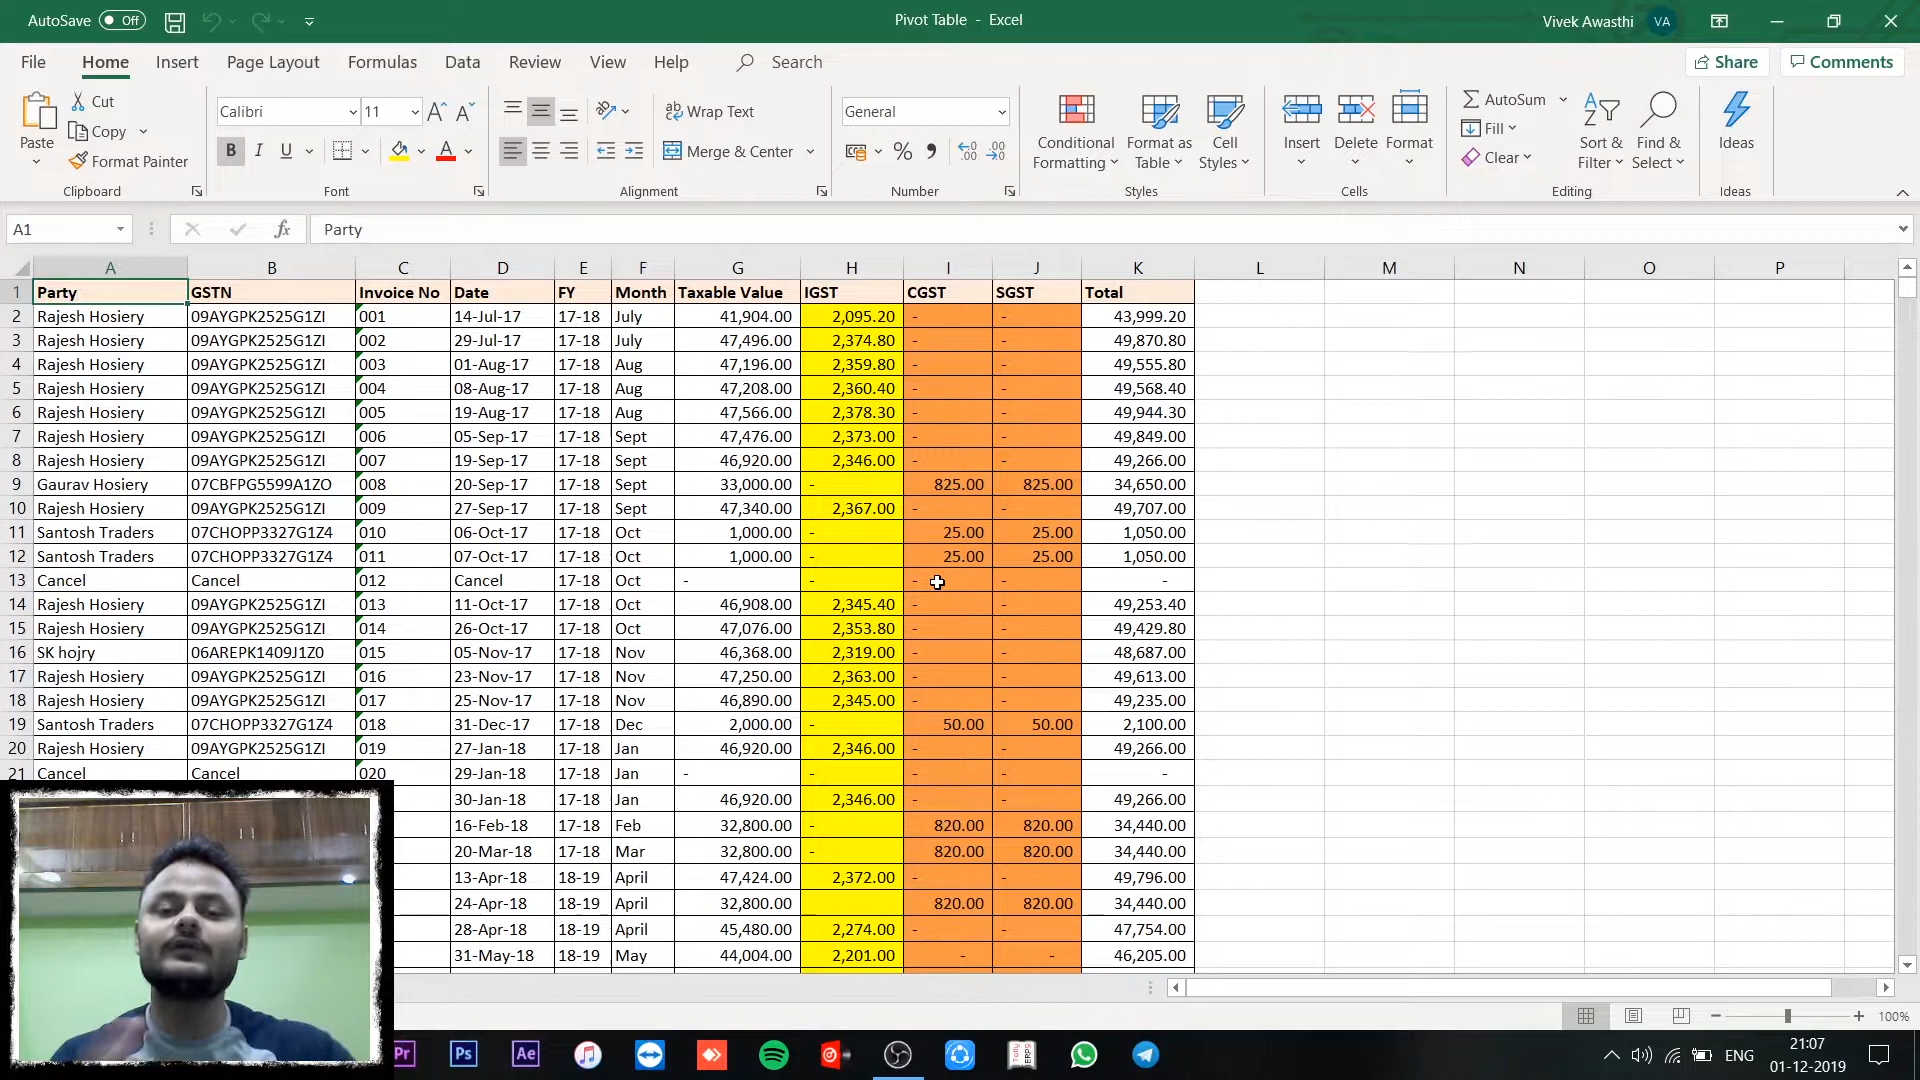 AutoSave Off Pivot Table - Excel Vivek Awasthi VA
File Home Insert Page Layout Formulas Data Review View Help Search Share Comments
Cut
Copy
Format Painter
Paste
Calibri 11
B I U
Wrap Text
Merge & Center
General
% ,
Conditional Formatting
Format as Table
Cell Styles
Insert Delete Format
AutoSum
Fill
Clear
Sort & Filter
Find & Select
Ideas
Clipboard Font Alignment Number Styles Cells Editing Ideas
A1 fx Party
A B C D E F G H I J K L M N O P
1 Party GSTN Invoice No Date FY Month Taxable Value IGST CGST SGST Total
2 Rajesh Hosiery 09AYGPK2525G1ZI 001 14-Jul-17 17-18 July 41,904.00 2,095.20 - - 43,999.20
3 Rajesh Hosiery 09AYGPK2525G1ZI 002 29-Jul-17 17-18 July 47,496.00 2,374.80 - - 49,870.80
4 Rajesh Hosiery 09AYGPK2525G1ZI 003 01-Aug-17 17-18 Aug 47,196.00 2,359.80 - - 49,555.80
5 Rajesh Hosiery 09AYGPK2525G1ZI 004 08-Aug-17 17-18 Aug 47,208.00 2,360.40 - - 49,568.40
6 Rajesh Hosiery 09AYGPK2525G1ZI 005 19-Aug-17 17-18 Aug 47,566.00 2,378.30 - - 49,944.30
7 Rajesh Hosiery 09AYGPK2525G1ZI 006 05-Sep-17 17-18 Sept 47,476.00 2,373.00 - - 49,849.00
8 Rajesh Hosiery 09AYGPK2525G1ZI 007 19-Sep-17 17-18 Sept 46,920.00 2,346.00 - - 49,266.00
9 Gaurav Hosiery 07CBFPG5599A1ZO 008 20-Sep-17 17-18 Sept 33,000.00 - 825.00 825.00 34,650.00
10 Rajesh Hosiery 09AYGPK2525G1ZI 009 27-Sep-17 17-18 Sept 47,340.00 2,367.00 - - 49,707.00
11 Santosh Traders 07CHOPP3327G1Z4 010 06-Oct-17 17-18 Oct 1,000.00 - 25.00 25.00 1,050.00
12 Santosh Traders 07CHOPP3327G1Z4 011 07-Oct-17 17-18 Oct 1,000.00 - 25.00 25.00 1,050.00
13 Cancel Cancel 012 Cancel 17-18 Oct - - - - -
14 Rajesh Hosiery 09AYGPK2525G1ZI 013 11-Oct-17 17-18 Oct 46,908.00 2,345.40 - - 49,253.40
15 Rajesh Hosiery 09AYGPK2525G1ZI 014 26-Oct-17 17-18 Oct 47,076.00 2,353.80 - - 49,429.80
16 SK hojry 06AREPK1409J1Z0 015 05-Nov-17 17-18 Nov 46,368.00 2,319.00 - - 48,687.00
17 Rajesh Hosiery 09AYGPK2525G1ZI 016 23-Nov-17 17-18 Nov 47,250.00 2,363.00 - - 49,613.00
18 Rajesh Hosiery 09AYGPK2525G1ZI 017 25-Nov-17 17-18 Nov 46,890.00 2,345.00 - - 49,235.00
19 Santosh Traders 07CHOPP3327G1Z4 018 31-Dec-17 17-18 Dec 2,000.00 - 50.00 50.00 2,100.00
20 Rajesh Hosiery 09AYGPK2525G1ZI 019 27-Jan-18 17-18 Jan 46,920.00 2,346.00 - - 49,266.00
21 Cancel Cancel 020 29-Jan-18 17-18 Jan - - - - -
30-Jan-18 17-18 Jan 46,920.00 2,346.00 - - 49,266.00
16-Feb-18 17-18 Feb 32,800.00 - 820.00 820.00 34,440.00
20-Mar-18 17-18 Mar 32,800.00 - 820.00 820.00 34,440.00
13-Apr-18 18-19 April 47,424.00 2,372.00 - - 49,796.00
24-Apr-18 18-19 April 32,800.00 820.00 820.00 34,440.00
28-Apr-18 18-19 April 45,480.00 2,274.00 - - 47,754.00
31-May-18 18-19 May 44,004.00 2,201.00 - - 46,205.00
100%
Pr Ps Ae ENG
21:07
01-12-2019